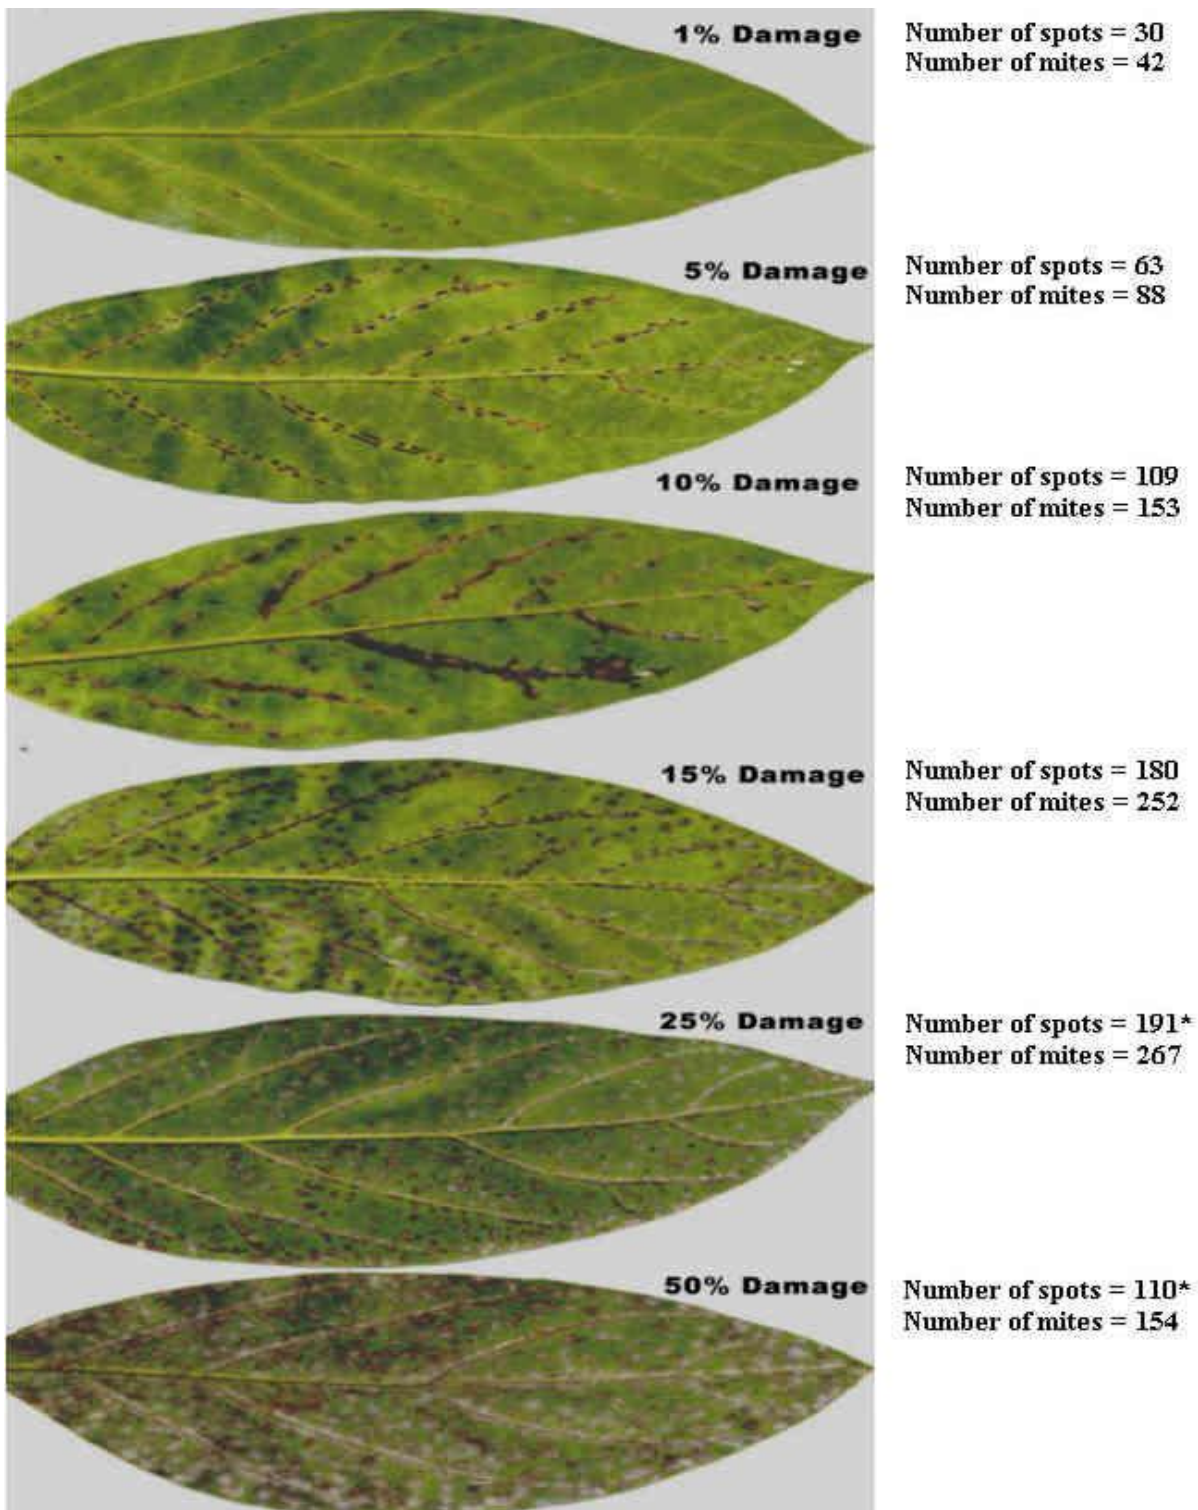 1% Damage
Number of spots = 30
Number of mites = 42
5% Damage
Number of spots = 63
Number of mites = 88
10% Damage
Number of spots = 109
Number of mites = 153
15% Damage
Number of spots = 180
Number of mites = 252
25% Damage
Number of spots = 191*
Number of mites = 267
50% Damage
Number of spots = 110*
Number of mites = 154